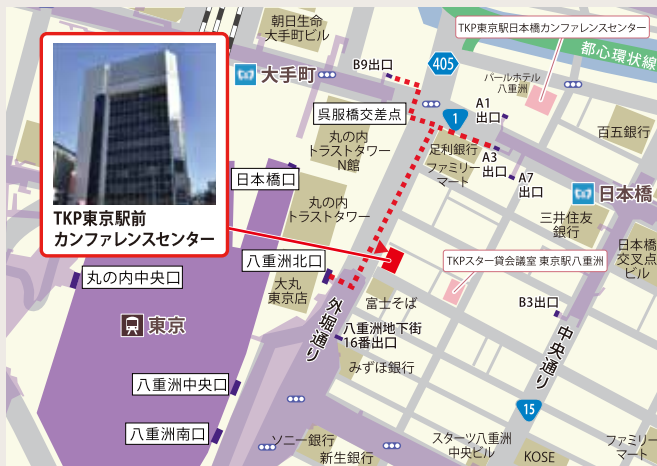 朝日生命
大手町ビル
TKP東京駅日本橋カンファレンスセンター
都心環状線
B9出口
405
大手町
パールホテル
八重洲
呉服橋交差点
1
A1
出口
丸の内
トラストタワー
N館
足利銀行
ファミリー
マート
A3
出口
百五銀行
A7
出口
日本橋
日本橋口
丸の内
トラストタワー
三井住友
銀行
TKP東京駅前
カンファレンスセンター
日本橋
交叉点
ビル
八重洲北口
TKPスター貸会議室 東京駅八重洲
丸の内中央口
大丸
東京店
富士そば
B3出口
東京
外堀通り
八重洲地下街
16番出口
中央通り
みずほ銀行
八重洲中央口
15
八重洲南口
ソニー銀行
新生銀行
スターツ八重洲
中央ビル
KOSE
ファミリー
マート